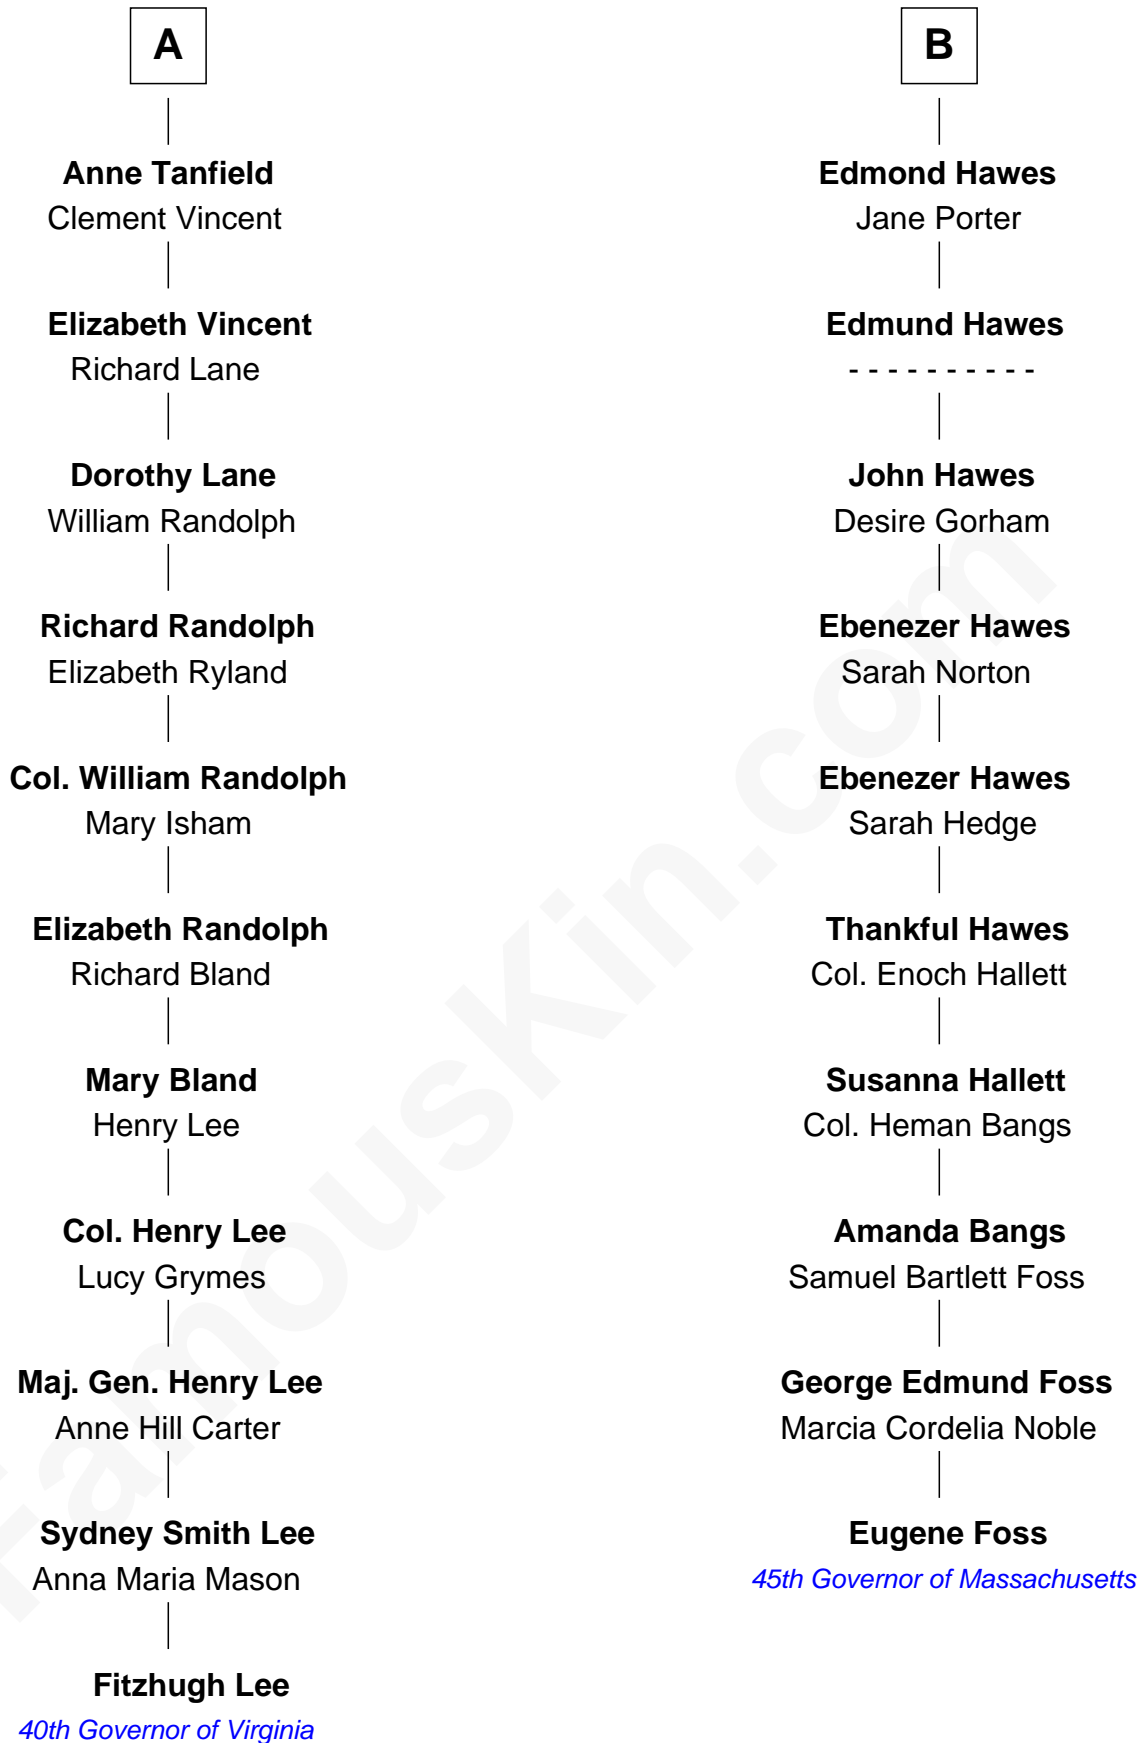 A
Anne Tanfield
Clement Vincent
Elizabeth Vincent
Richard Lane
Dorothy Lane
William Randolph
Richard Randolph
Elizabeth Ryland
Col. William Randolph
Mary Isham
Elizabeth Randolph
Richard Bland
Mary Bland
Henry Lee
Col. Henry Lee
Lucy Grymes
Maj. Gen. Henry Lee
Anne Hill Carter
Sydney Smith Lee
Anna Maria Mason
Fitzhugh Lee
40th Governor of Virginia
B
Edmond Hawes
Jane Porter
Edmund Hawes
- - - - - - - - - -
John Hawes
Desire Gorham
Ebenezer Hawes
Sarah Norton
Ebenezer Hawes
Sarah Hedge
Thankful Hawes
Col. Enoch Hallett
Susanna Hallett
Col. Heman Bangs
Amanda Bangs
Samuel Bartlett Foss
George Edmund Foss
Marcia Cordelia Noble
Eugene Foss
45th Governor of Massachusetts
FamousKin.com